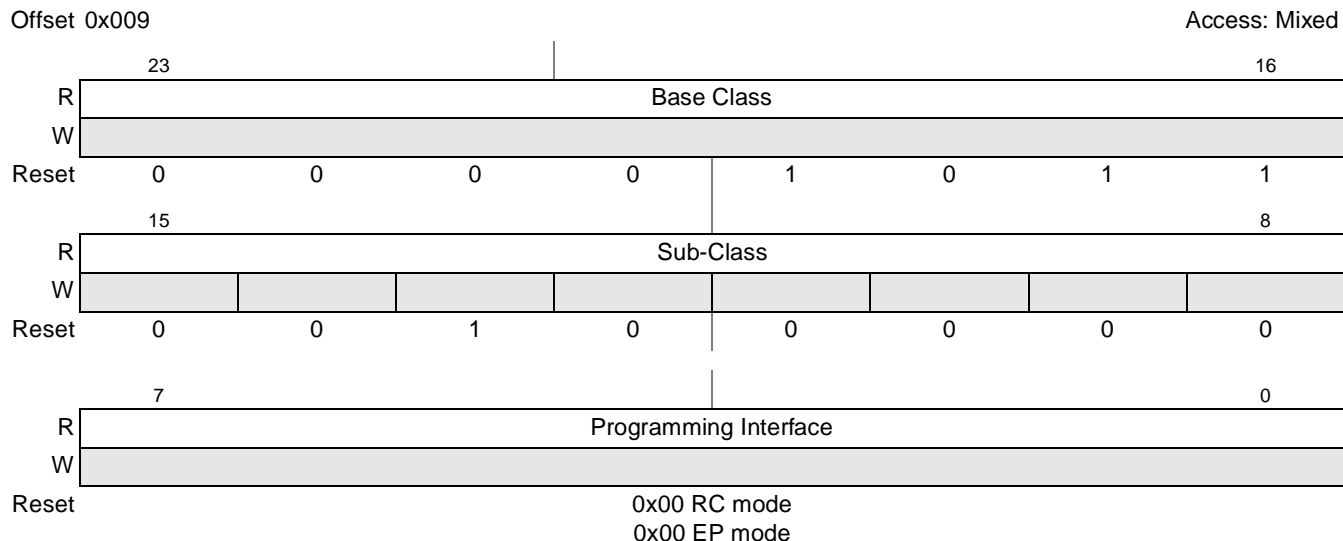 Offset 0x009 Access: Mixed
23 16
R Base Class
W
Reset 0 0 0 0 1 0 1 1
15 8
R Sub-Class
W
Reset 0 0 1 0 0 0 0 0
7 0
R Programming Interface
W
Reset 0x00 RC mode
0x00 EP mode